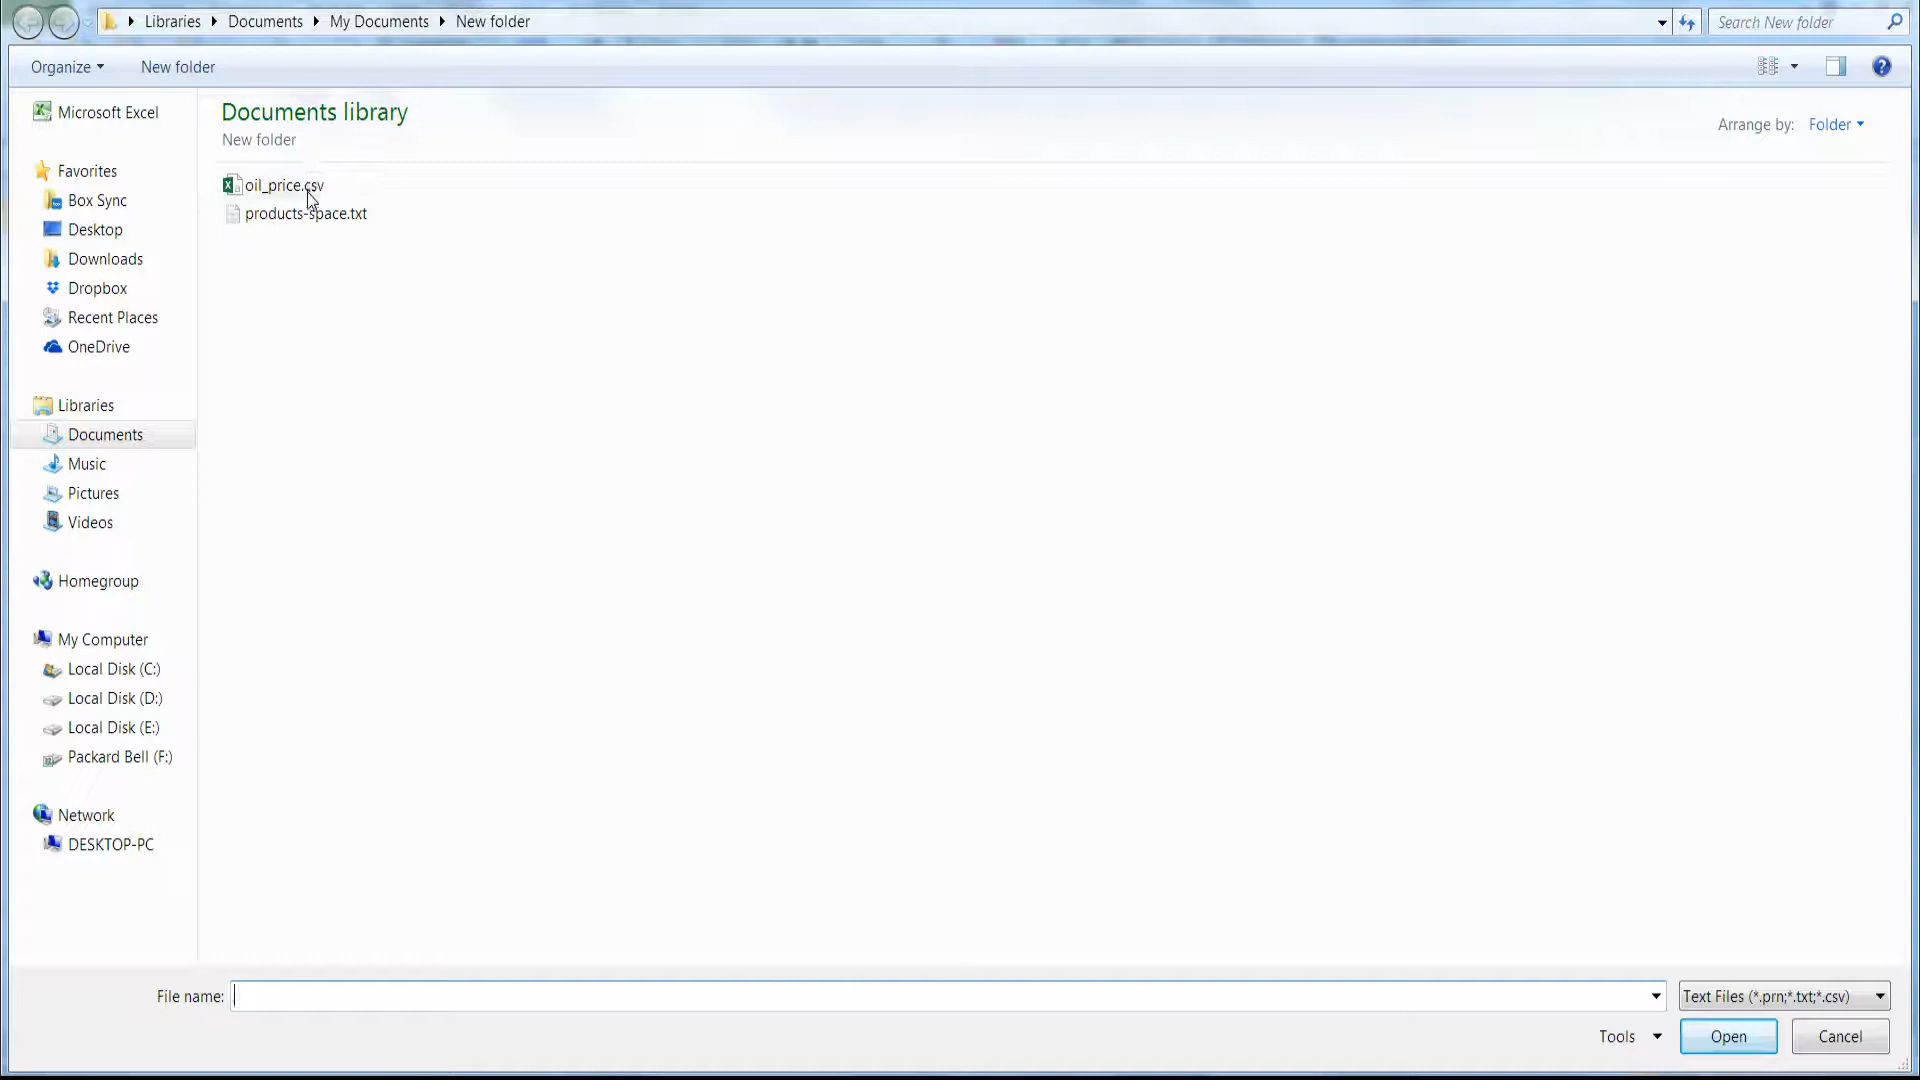 Libraries Documents My Documents New folder
Search New folder
Organize New folder
Microsoft Excel
Favorites
Box Sync
Desktop
Downloads
Dropbox
Recent Places
OneDrive
Libraries
Documents
Music
Pictures
Videos
Homegroup
My Computer
Local Disk (C:)
Local Disk (D:)
Local Disk (E:)
Packard Bell (F:)
Network
DESKTOP-PC
Documents library
New folder
Arrange by: Folder
oil_price.csv
products-space.txt
File name:
Text Files (*.prn;*.txt;*.csv)
Tools Open Cancel